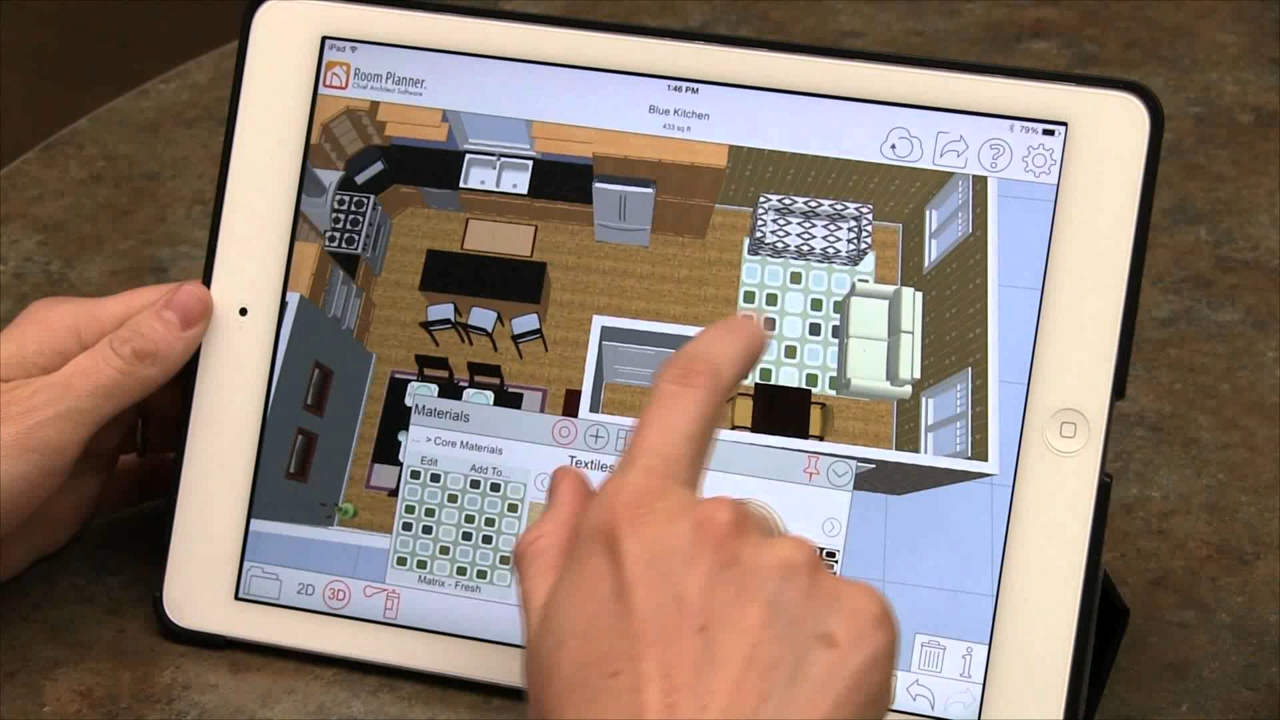 iPad
Room Planner.
Chief Architect Software
1:46 PM
79%
Blue Kitchen
433 sq ft
?
Materials
... > Core Materials
Edit
Add To...
Textiles
Matrix - Fresh
2D
3D
i